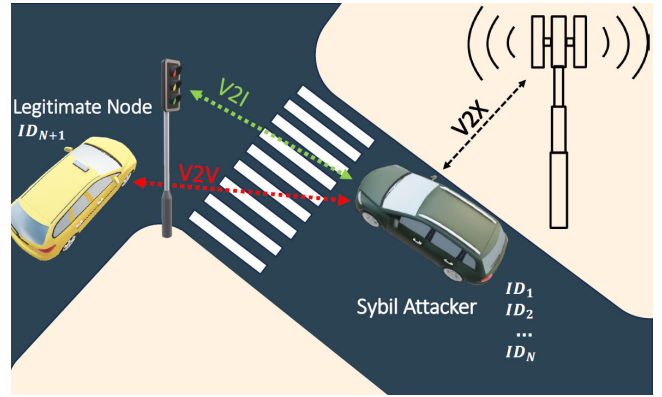 Legitimate Node
ID_{N+1}
V2I
V2X
V2V
Sybil Attacker
ID_1
ID_2
...
ID_N